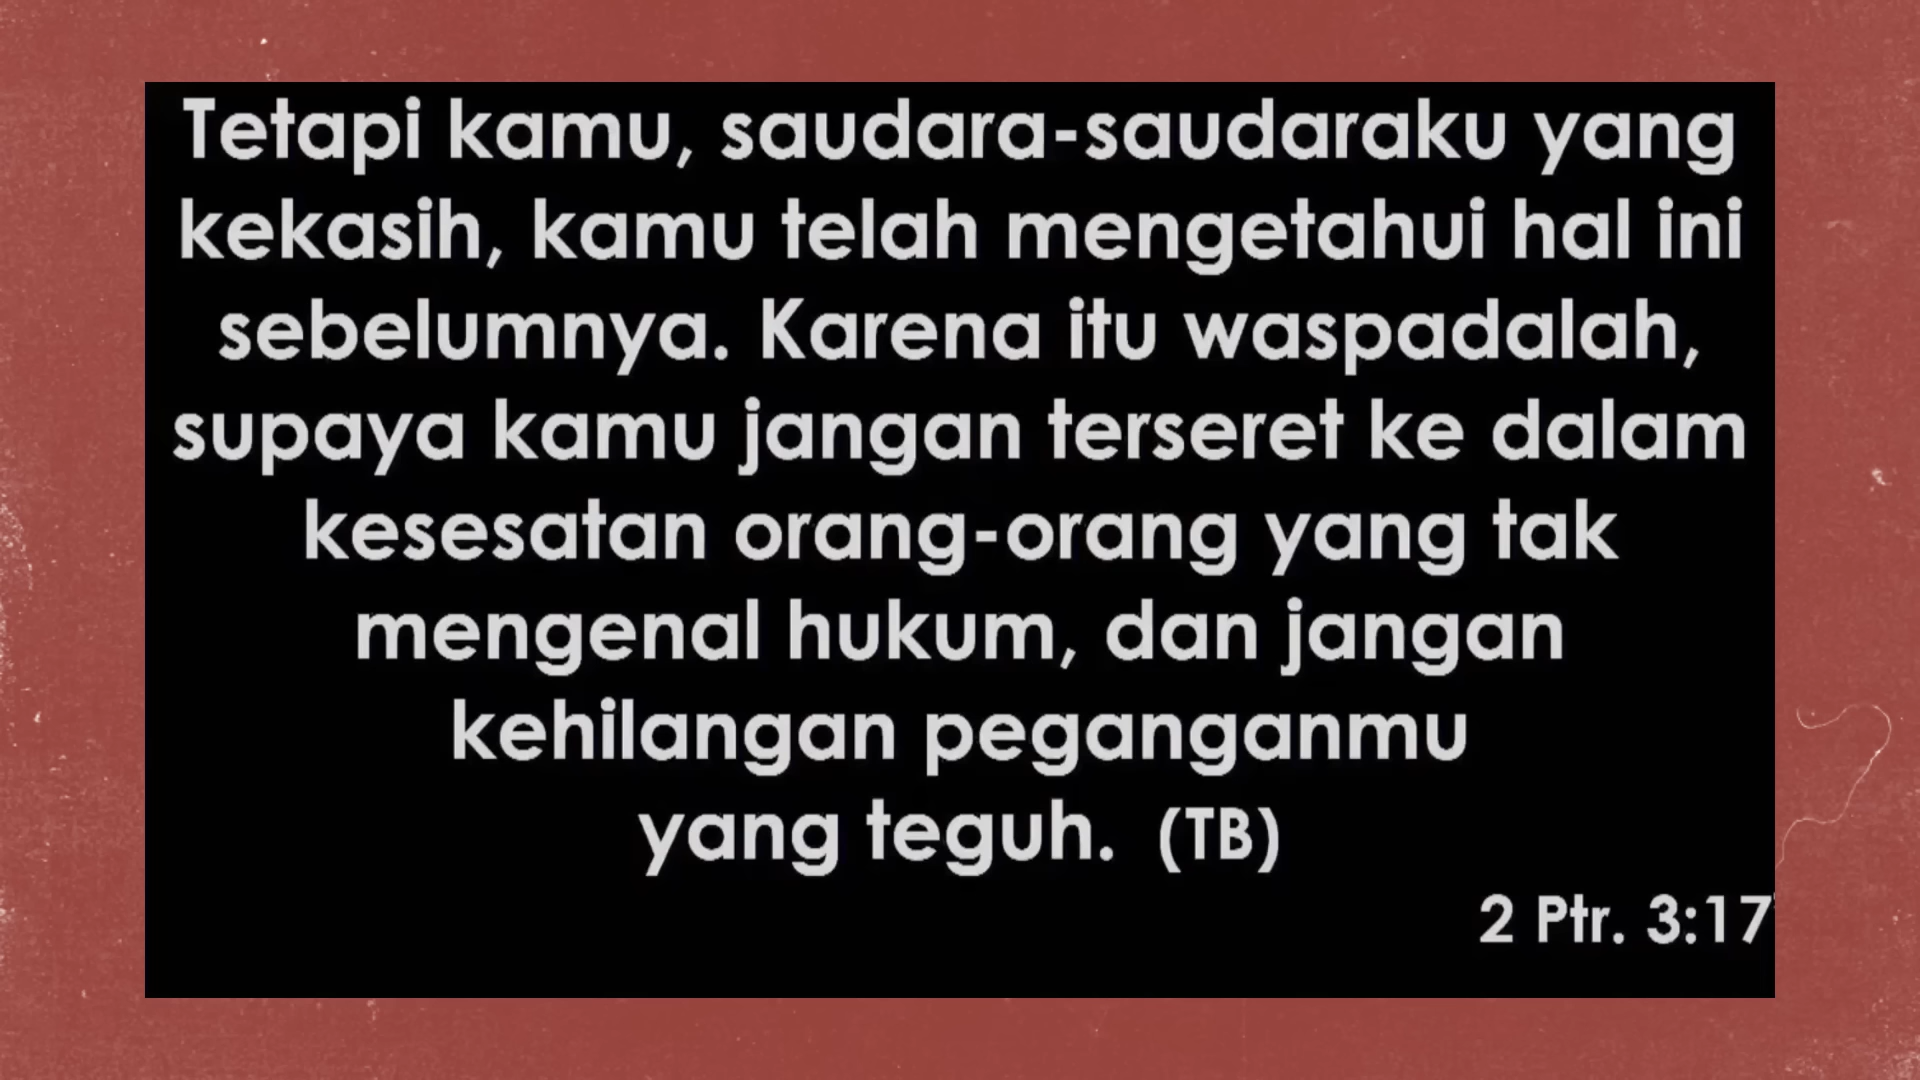 Tetapi kamu, saudara-saudaraku yang
kekasih, kamu telah mengetahui hal ini
sebelumnya. Karena itu waspadalah,
supaya kamu jangan terseret ke dalam
kesesatan orang-orang yang tak
mengenal hukum, dan jangan
kehilangan peganganmu
yang teguh. (TB)
2 Ptr. 3:17